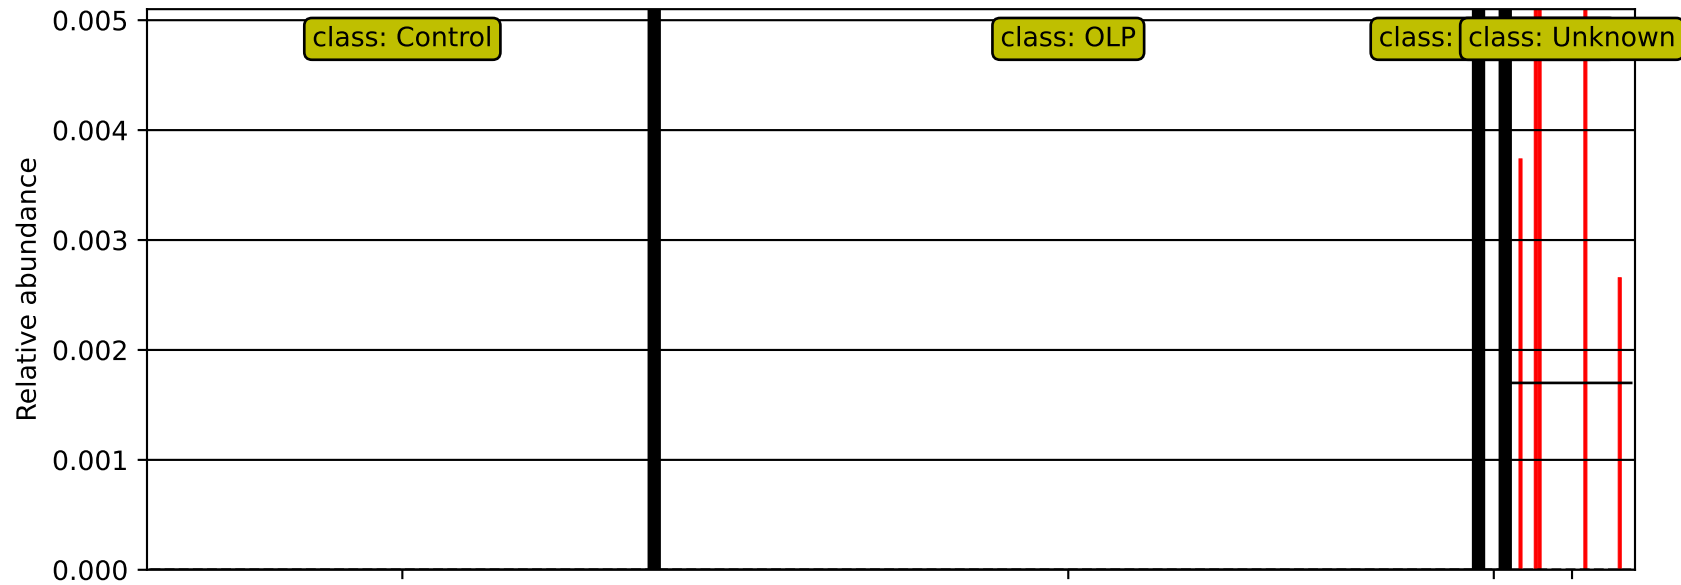 0.005
class: Control
class: OLP
class:
class: Unknown
0.004
0.003
0.002
0.001
0.000
Relative abundance